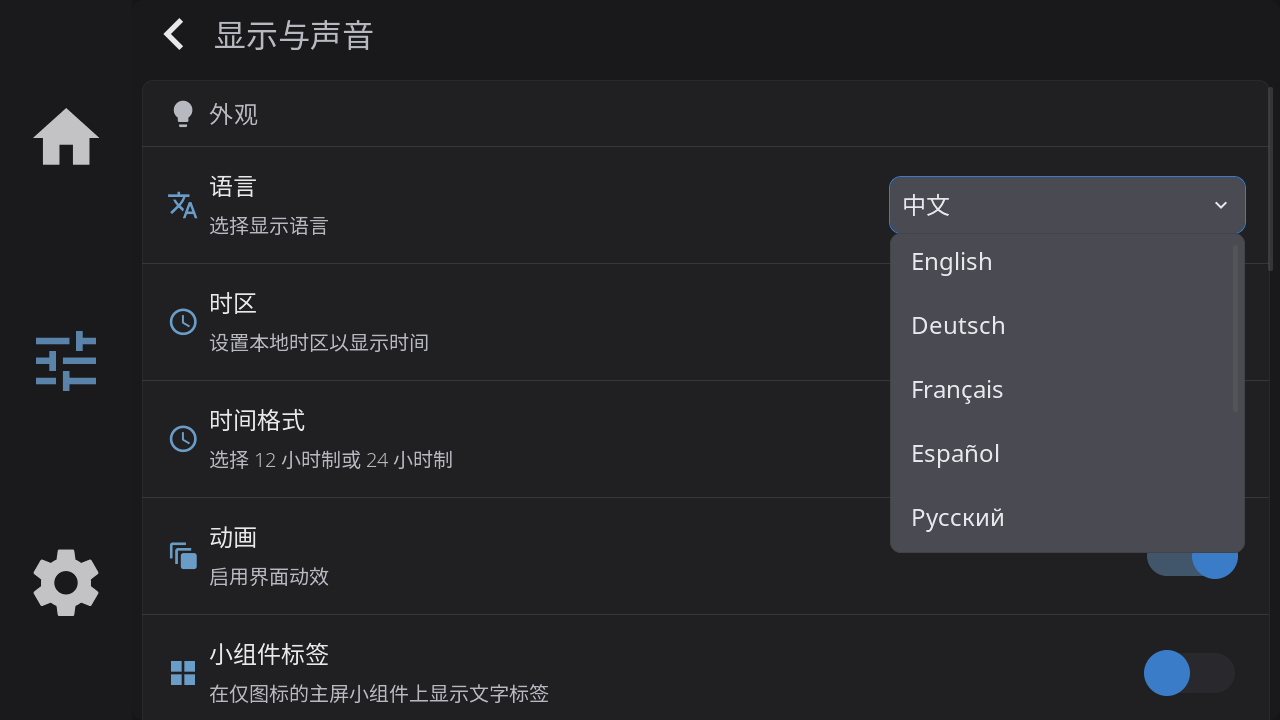 显示与声音
外观
语言
选择显示语言
中文
English
Deutsch
Français
Español
Русский
时区
设置本地时区以显示时间
时间格式
选择 12 小时制或 24 小时制
动画
启用界面动效
小组件标签
在仅图标的主屏小组件上显示文字标签